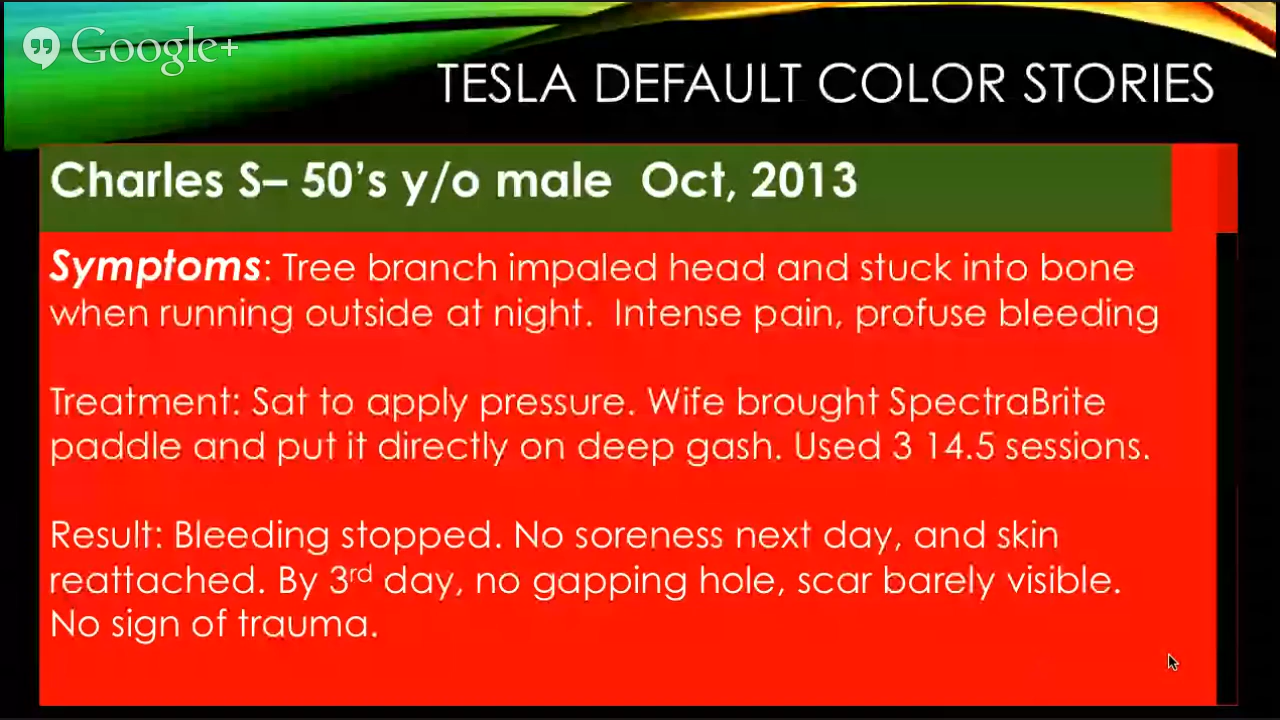 Google+
TESLA DEFAULT COLOR STORIES
Charles S– 50's y/o male  Oct, 2013
Symptoms: Tree branch impaled head and stuck into bone
when running outside at night.  Intense pain, profuse bleeding
Treatment: Sat to apply pressure. Wife brought SpectraBrite
paddle and put it directly on deep gash. Used 3 14.5 sessions.
Result: Bleeding stopped. No soreness next day, and skin
reattached. By 3rd day, no gapping hole, scar barely visible.
No sign of trauma.